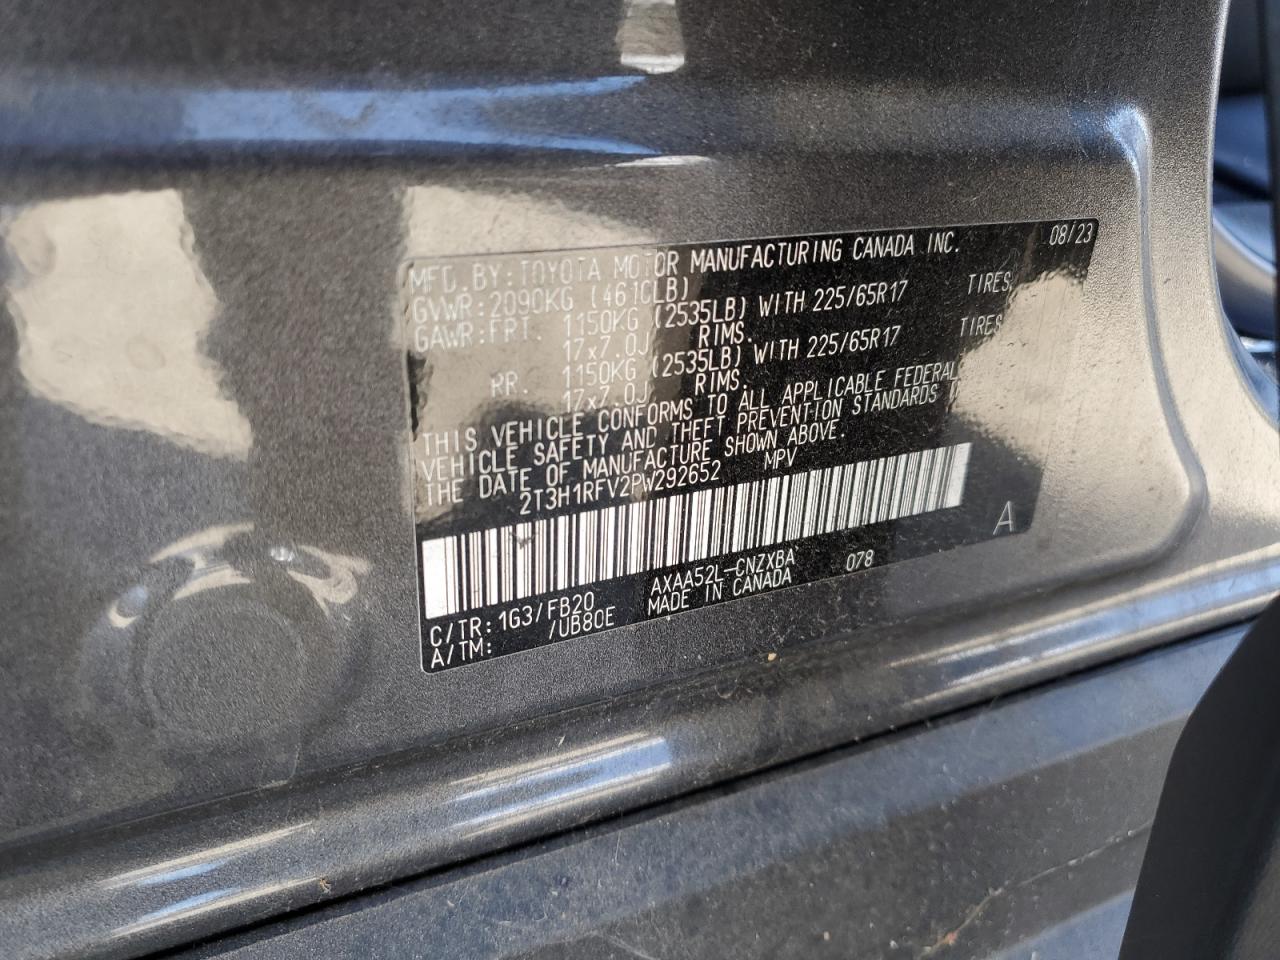 MFD. BY: TOYOTA MOTOR MANUFACTURING CANADA INC. 08/23
GVWR: 2090KG (4610LB)
GAWR: FRT. 1150KG (2535LB) WITH 225/65R17 TIRES,
17x7.0J RIMS.
RR. 1150KG (2535LB) WITH 225/65R17 TIRES
17x7.0J RIMS.
THIS VEHICLE CONFORMS TO ALL APPLICABLE FEDERAL
VEHICLE SAFETY AND THEFT PREVENTION STANDARDS
THE DATE OF MANUFACTURE SHOWN ABOVE.
2T3H1RFV2PW292652 MPV
A
C/TR: 1G3/FB20 AXAA52L-CNZXBA 078
A/TM: /UB80E MADE IN CANADA